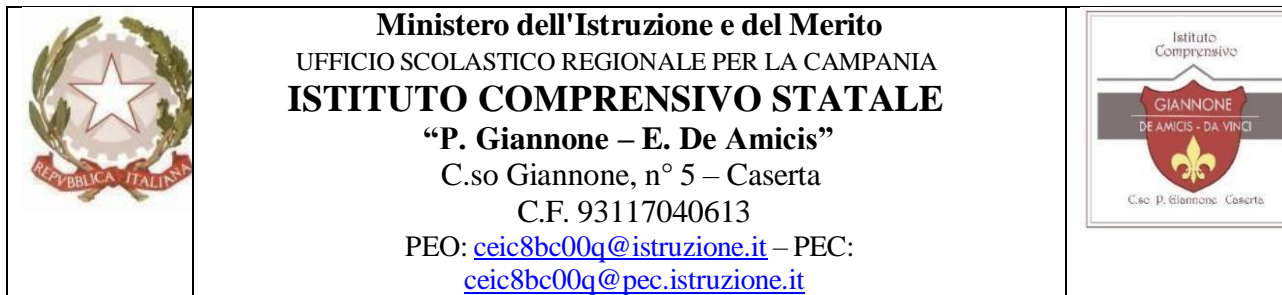 REPVBBLICA ITALIANA
Ministero dell'Istruzione e del Merito
UFFICIO SCOLASTICO REGIONALE PER LA CAMPANIA
ISTITUTO COMPRENSIVO STATALE
“P. Giannone – E. De Amicis”
C.so Giannone, n° 5 – Caserta
C.F. 93117040613
PEO: ceic8bc00q@istruzione.it – PEC:
ceic8bc00q@pec.istruzione.it
Istituto
Comprensivo
GIANNONE
DE AMICIS - DA VINCI
C.so P. Giannone Caserta